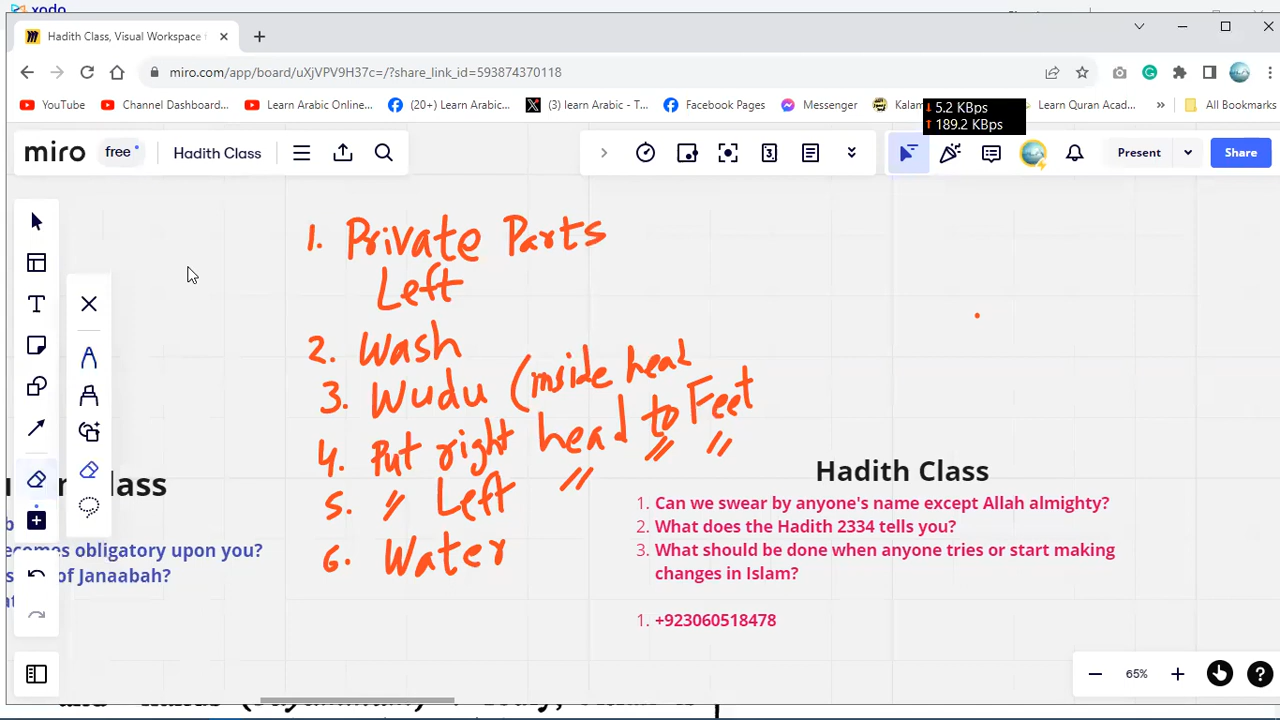 xodo
Hadith Class, Visual Workspace
miro.com/app/board/uXjVPV9H37c=/?share_link_id=593874370118
YouTube
Channel Dashboard...
Learn Arabic Online...
(20+) Learn Arabic...
(3) learn Arabic - T...
Facebook Pages
Messenger
Kalam
Learn Quran Acade...
»
All Bookmarks
↓ 5.2 KBps
↑ 189.2 KBps
miro
free
Hadith Class
Present
Share
1. Private Parts
Left
2. Wash
3. Wudu (inside head
4. Put right head to Feet
5. " Left " " "
6. Water
Class
ecomes obligatory upon you?
of Janaabah?
Hadith Class
1. Can we swear by anyone's name except Allah almighty?
2. What does the Hadith 2334 tells you?
3. What should be done when anyone tries or start making
changes in Islam?
1. +923060518478
65%